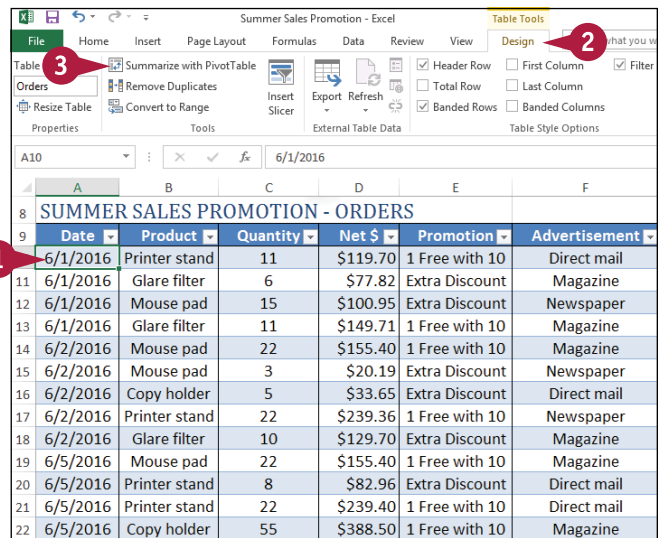 Summer Sales Promotion - Excel Table Tools
File Home Insert Page Layout Formulas Data Review View Design 2 what you w
Table
3 Summarize with PivotTable
Orders
Remove Duplicates
Resize Table
Convert to Range
Insert Slicer
Export Refresh
Header Row First Column Filter
Total Row Last Column
Banded Rows Banded Columns
Properties Tools External Table Data Table Style Options
A10 fx 6/1/2016
A B C D E F
8 SUMMER SALES PROMOTION - ORDERS
9 Date Product Quantity Net $ Promotion Advertisement
6/1/2016 Printer stand 11 $119.70 1 Free with 10 Direct mail
11 6/1/2016 Glare filter 6 $77.82 Extra Discount Magazine
12 6/1/2016 Mouse pad 15 $100.95 Extra Discount Newspaper
13 6/1/2016 Glare filter 11 $149.71 1 Free with 10 Magazine
14 6/2/2016 Mouse pad 22 $155.40 1 Free with 10 Magazine
15 6/2/2016 Mouse pad 3 $20.19 Extra Discount Newspaper
16 6/2/2016 Copy holder 5 $33.65 Extra Discount Direct mail
17 6/2/2016 Printer stand 22 $239.36 1 Free with 10 Newspaper
18 6/2/2016 Glare filter 10 $129.70 Extra Discount Magazine
19 6/5/2016 Mouse pad 22 $155.40 1 Free with 10 Magazine
20 6/5/2016 Printer stand 8 $82.96 Extra Discount Direct mail
21 6/5/2016 Printer stand 22 $239.40 1 Free with 10 Direct mail
22 6/5/2016 Copy holder 55 $388.50 1 Free with 10 Magazine